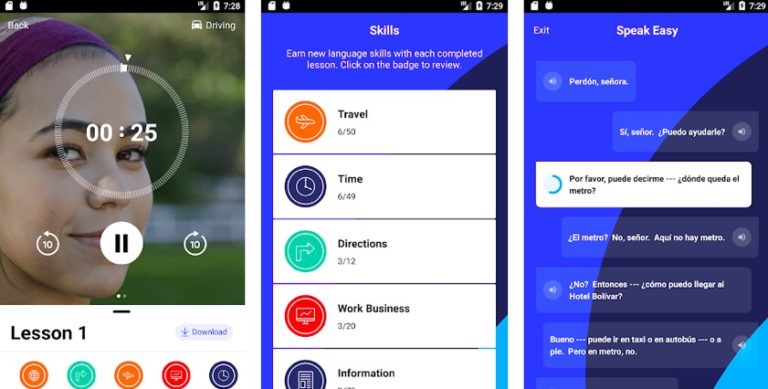 7:28
Back
Driving
00:25
10
10
Lesson 1
Download
7:29
Skills
Earn new language skills with each completed
lesson. Click on the badge to review.
Travel
6/50
Time
6/49
Directions
3/12
Work Business
3/20
Information
7:29
Exit
Speak Easy
Perdón, señora.
Sí, señor. ¿Puedo ayudarle?
Por favor, puede decirme --- ¿dónde queda el
metro?
¿El metro? No, señor. Aquí no hay metro.
¿No? Entonces --- ¿cómo puedo llegar al
Hotel Bolívar?
Bueno --- puede ir en taxi o en autobús --- o a
pie. Pero en metro, no.